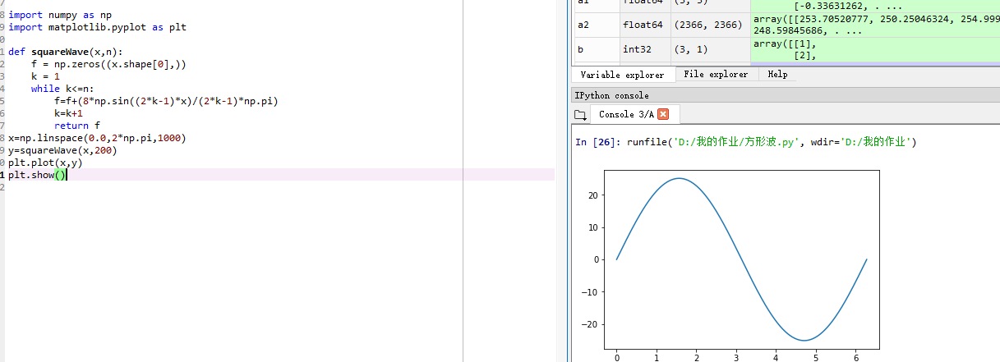 import numpy as np
import matplotlib.pyplot as plt
def squareWave(x,n):
    f = np.zeros((x.shape[0],))
    k = 1
    while k<=n:
        f=f+(8*np.sin((2*k-1)*x)/(2*k-1)*np.pi)
        k=k+1
        return f
x=np.linspace(0.0,2*np.pi,1000)
y=squareWave(x,200)
plt.plot(x,y)
plt.show()
[-0.33631262, . ...
a2 float64 (2366, 2366) array([[253.70520777, 250.25046324, 254.999
248.59845686, . ...
b int32 (3, 1) array([[1],
[2],
Variable explorer File explorer Help
IPython console
Console 3/A
In [26]: runfile('D:/我的作业/方形波.py', wdir='D:/我的作业')
20
10
0
−10
−20
0 1 2 3 4 5 6